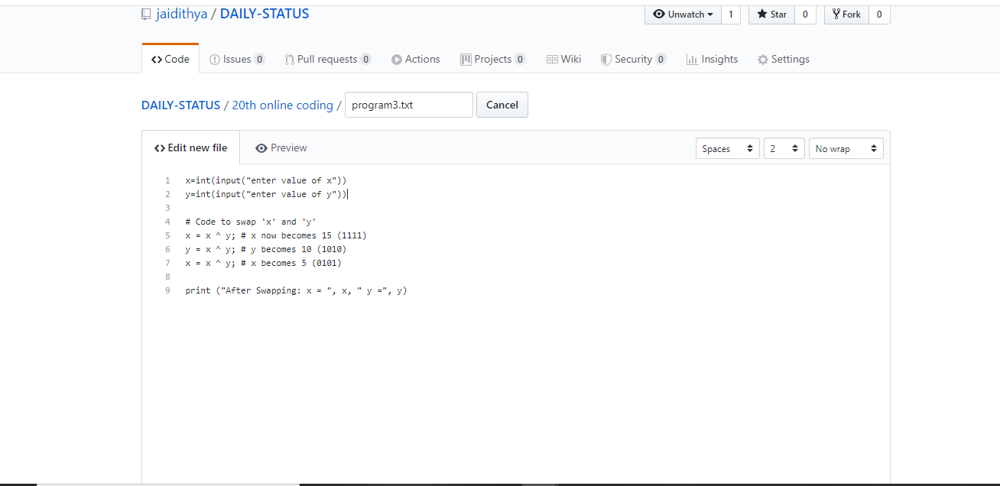 jaidithya / DAILY-STATUS
Unwatch 1 Star 0 Fork 0
Code Issues 0 Pull requests 0 Actions Projects 0 Wiki Security 0 Insights Settings
DAILY-STATUS / 20th online coding / program3.txt Cancel
<> Edit new file Preview Spaces 2 No wrap
1 x=int(input("enter value of x"))
2 y=int(input("enter value of y"))
3
4 # Code to swap 'x' and 'y'
5 x = x ^ y; # x now becomes 15 (1111)
6 y = x ^ y; # y becomes 10 (1010)
7 x = x ^ y; # x becomes 5 (0101)
8
9 print ("After Swapping: x = ", x, " y =", y)